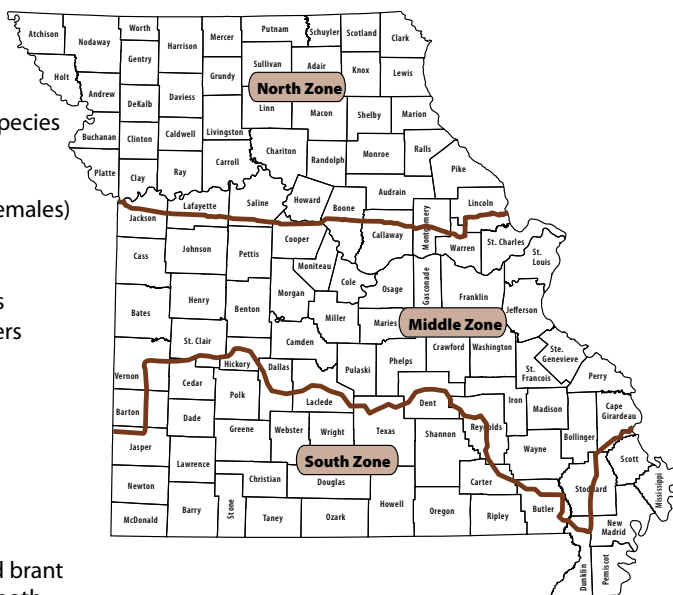 Atchison
Nodaway
Worth
Harrison
Mercer
Putnam
Schuyler
Scotland
Clark
Gentry
Holt
Sullivan
Adair
Knox
Lewis
Grundy
Andrew
DeKalb
Daviess
North Zone
Linn
Macon
Shelby
Marion
pecies
Buchanan
Clinton
Caldwell
Livingston
Chariton
Randolph
Monroe
Ralls
Pike
Platte
Clay
Ray
Carroll
Audrain
emales)
Jackson
Lafayette
Saline
Howard
Boone
Callaway
Montgomery
Lincoln
Warren
St. Charles
St.
Louis
Cass
Johnson
Pettis
Cooper
Moniteau
Cole
Osage
Gasconade
Franklin
Jefferson
s
ers
Bates
Henry
Benton
Morgan
Miller
Maries
Middle Zone
St. Clair
Camden
Crawford
Washington
Ste.
Genevieve
Perry
Vernon
Hickory
Dallas
Pulaski
Phelps
St.
Francois
Cedar
Polk
Laclede
Dent
Iron
Madison
Cape
Girardeau
Barton
Dade
Greene
Webster
Wright
Texas
Shannon
Reynolds
Wayne
Bollinger
Jasper
Lawrence
South Zone
Scott
Mississippi
Newton
Christian
Douglas
Carter
Stoddard
McDonald
Barry
Stone
Taney
Ozark
Howell
Oregon
Ripley
Butler
New
Madrid
Dunklin
Pemiscot
d brant